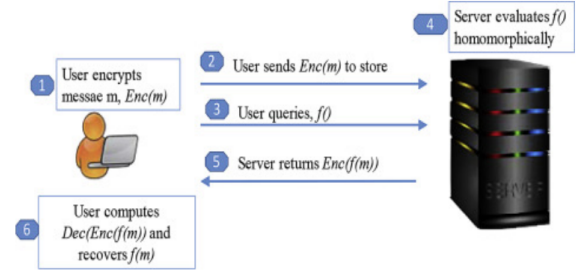 1
User encrypts
messae m, Enc(m)
2
User sends Enc(m) to store
3
User queries, f()
4
Server evaluates f()
homomorphically
SERVER
5
Server returns Enc(f(m))
6
User computes
Dec(Enc(f(m)) and
recovers f(m)